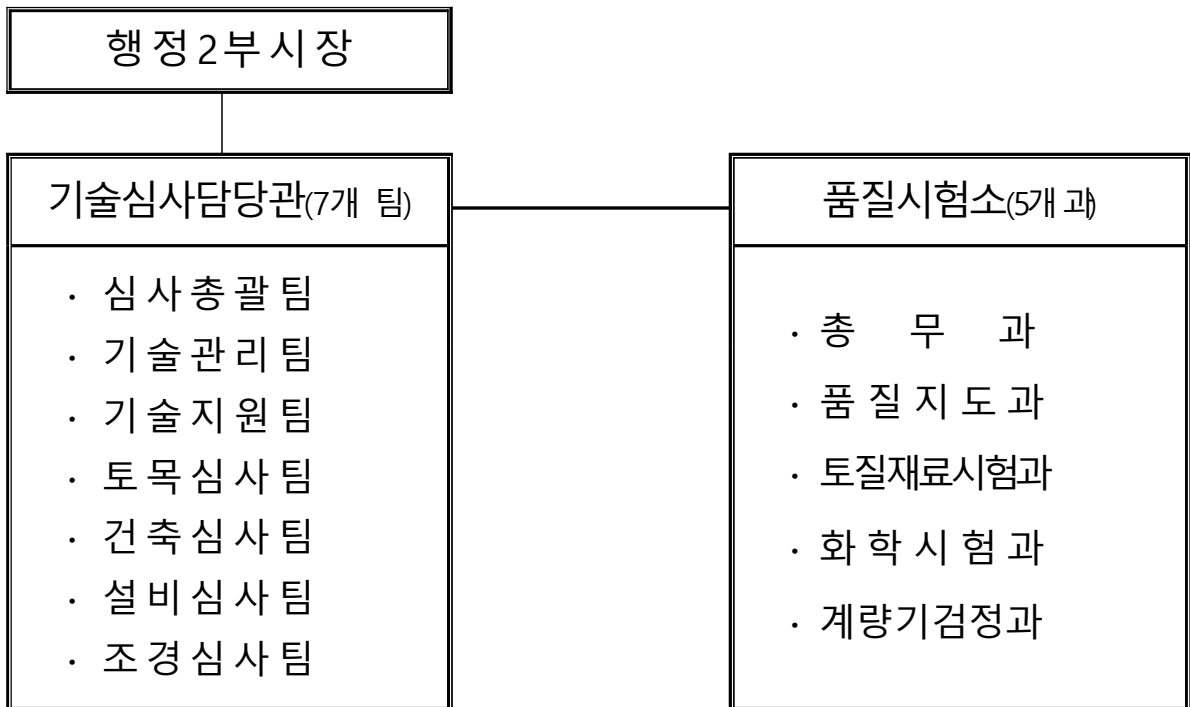 행정2부시장
기술심사담당관(7개 팀)
· 심사총괄팀
· 기술관리팀
· 기술지원팀
· 토목심사팀
· 건축심사팀
· 설비심사팀
· 조경심사팀
품질시험소(5개 과)
· 총 무 과
· 품질지도과
· 토질재료시험과
· 화학시험과
· 계량기검정과